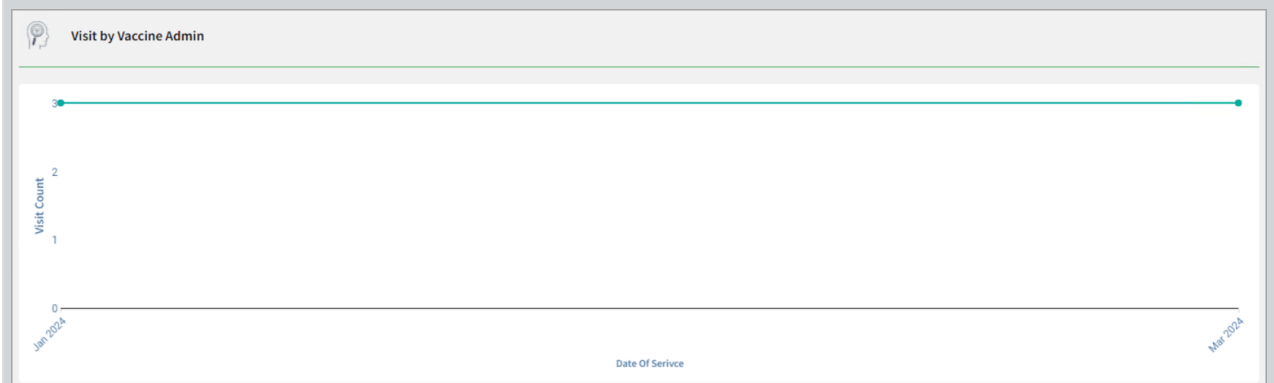 Visit by Vaccine Admin
3
2
1
0
Visit Count
Jan 2024
Mar 2024
Date Of Serivce